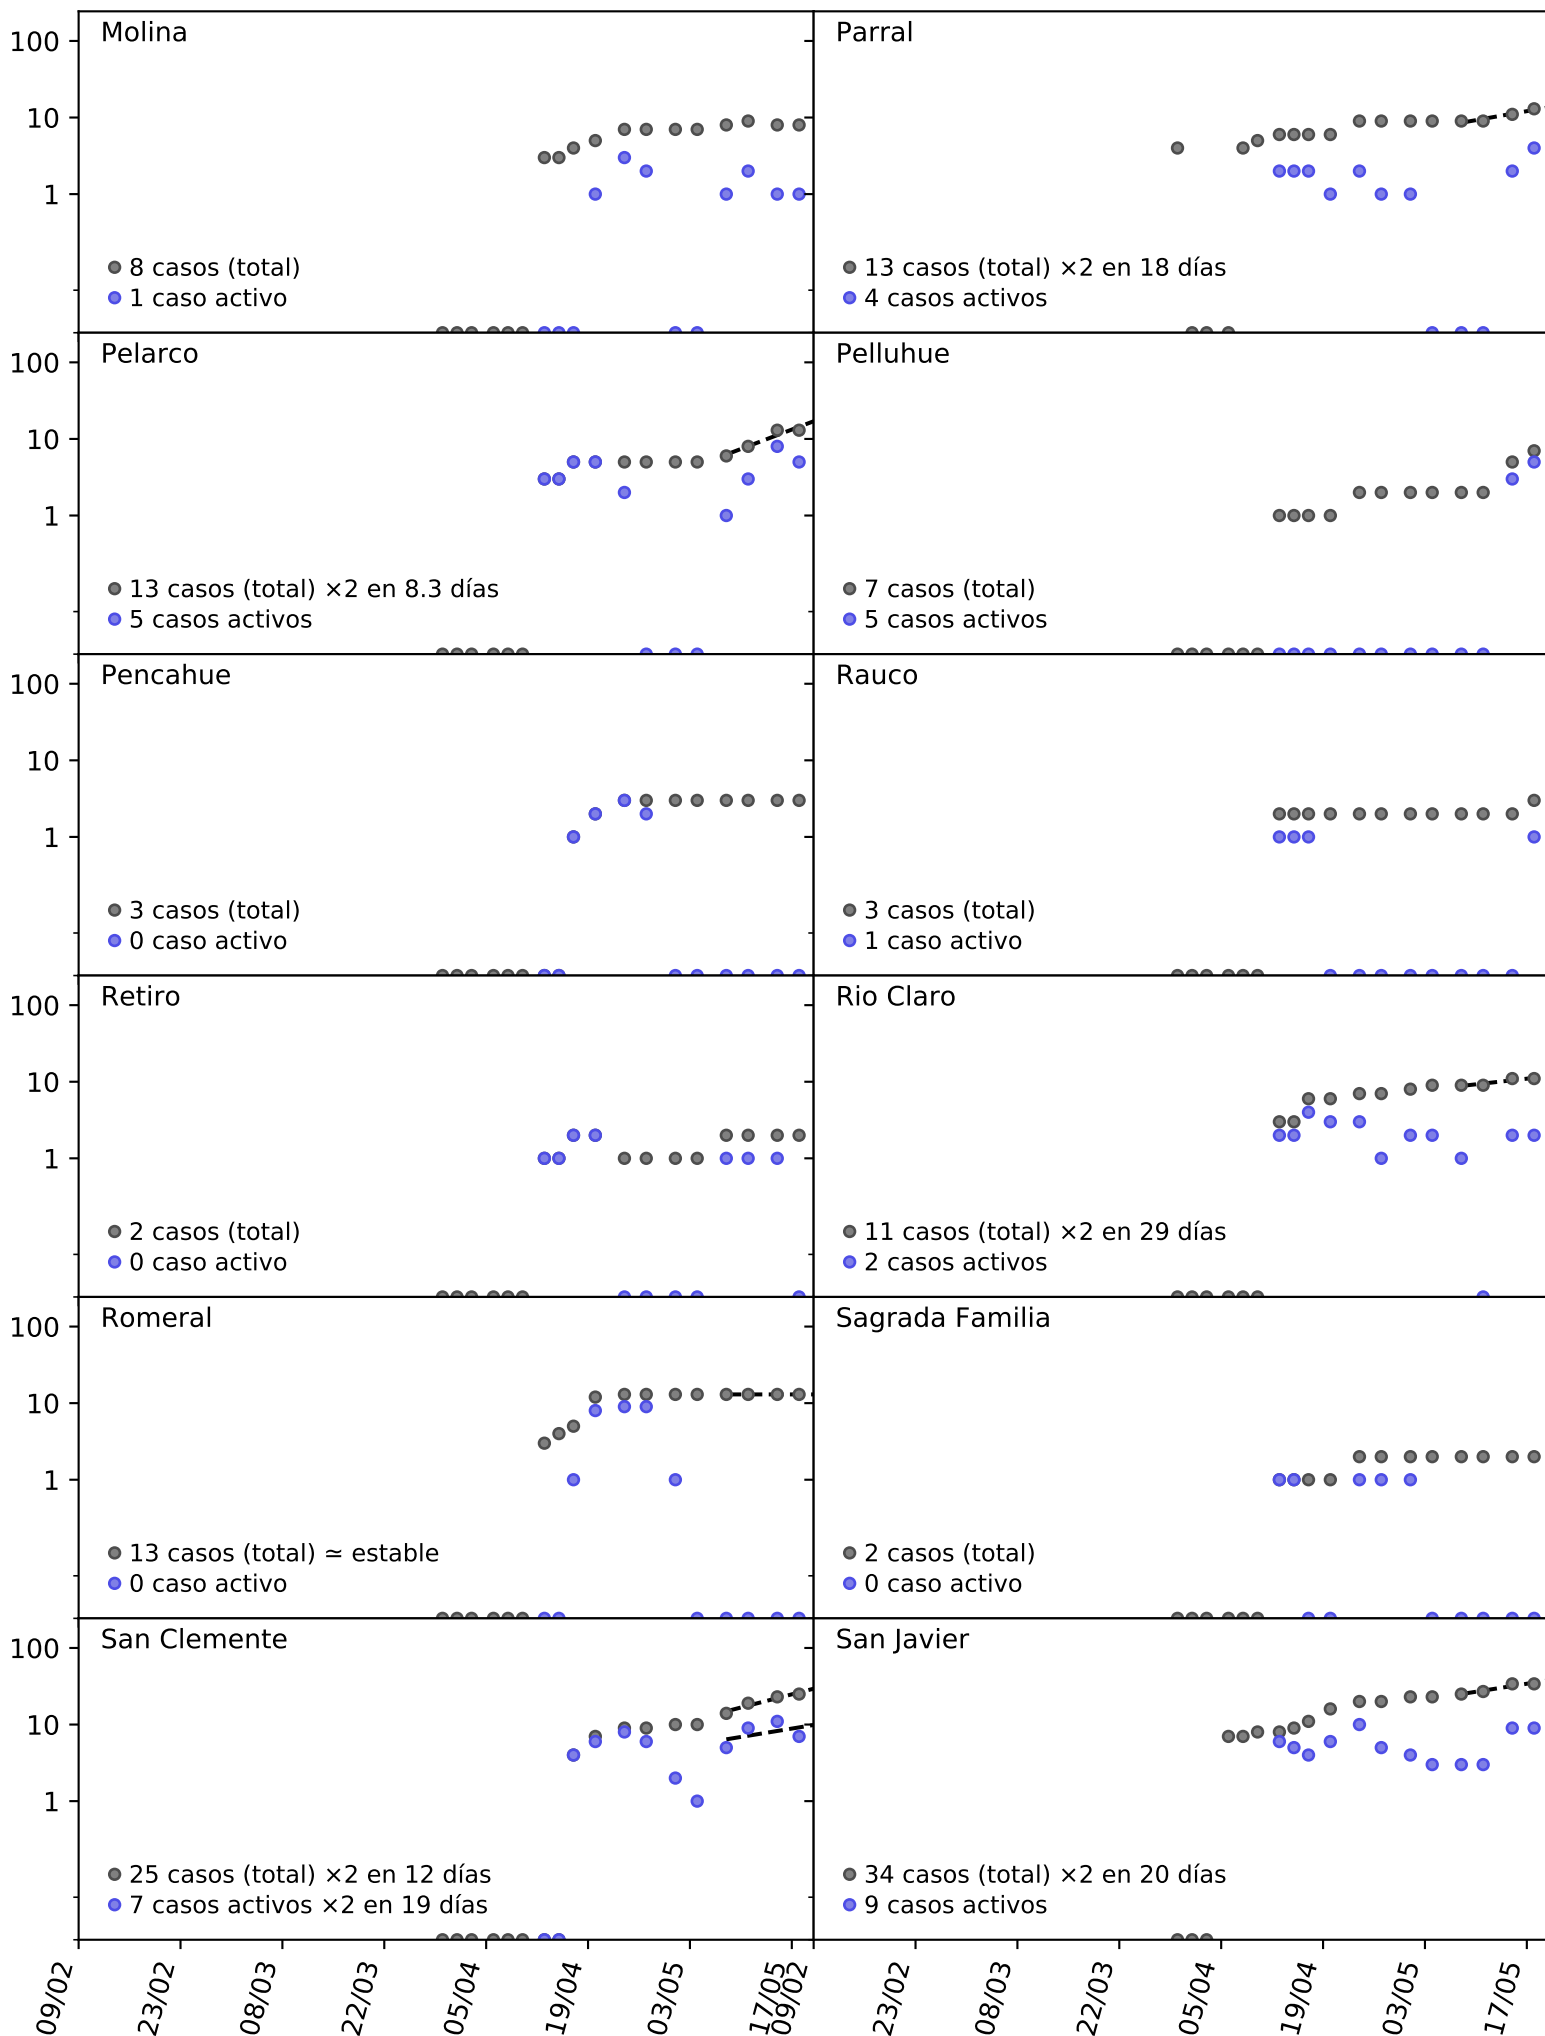 Molina
100
10
1
8 casos (total)
1 caso activo
Parral
13 casos (total) ×2 en 18 días
4 casos activos
Pelarco
100
10
1
13 casos (total) ×2 en 8.3 días
5 casos activos
Pelluhue
7 casos (total)
5 casos activos
Pencahue
100
10
1
3 casos (total)
0 caso activo
Rauco
3 casos (total)
1 caso activo
Retiro
100
10
1
2 casos (total)
0 caso activo
Rio Claro
11 casos (total) ×2 en 29 días
2 casos activos
Romeral
100
10
1
13 casos (total) ≃ estable
0 caso activo
Sagrada Familia
2 casos (total)
0 caso activo
San Clemente
100
10
1
25 casos (total) ×2 en 12 días
7 casos activos ×2 en 19 días
San Javier
34 casos (total) ×2 en 20 días
9 casos activos
09/02
23/02
08/03
22/03
05/04
19/04
03/05
17/05
09/02
23/02
08/03
22/03
05/04
19/04
03/05
17/05